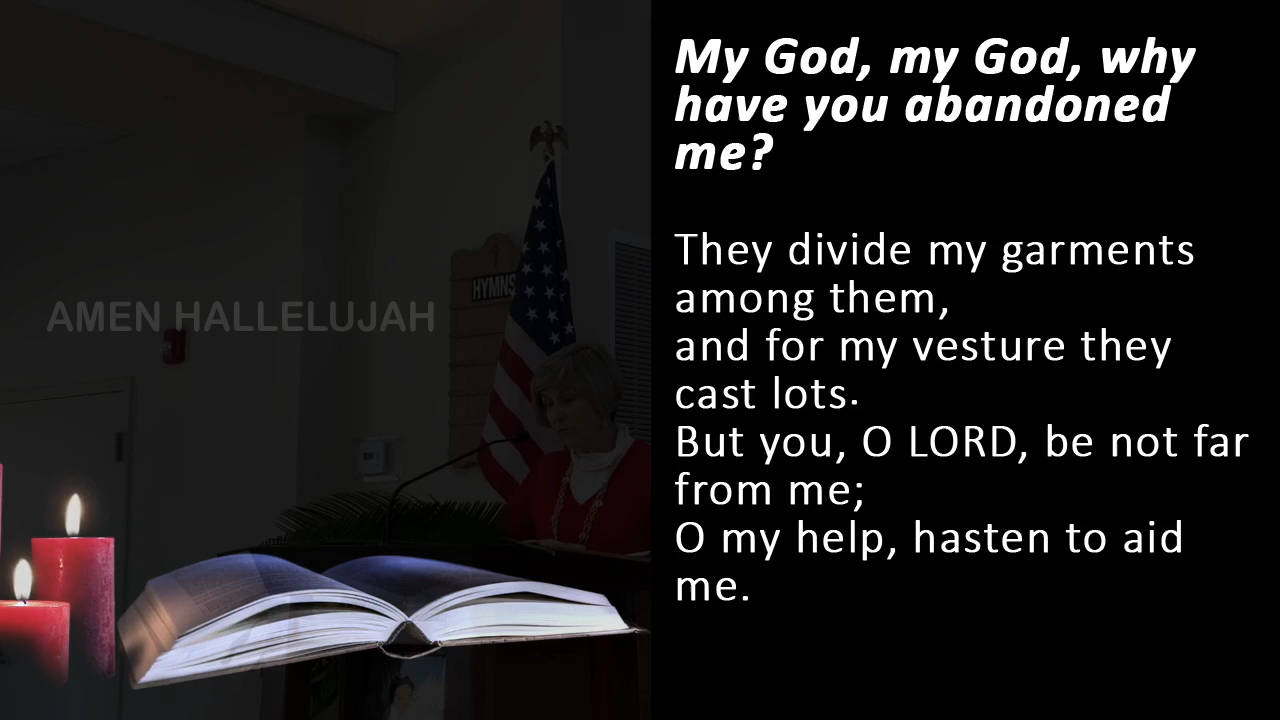 My God, my God, why
have you abandoned
me?
They divide my garments
among them,
and for my vesture they
cast lots.
But you, O LORD, be not far
from me;
O my help, hasten to aid
me.
AMEN HALLELUJAH
HYMNS